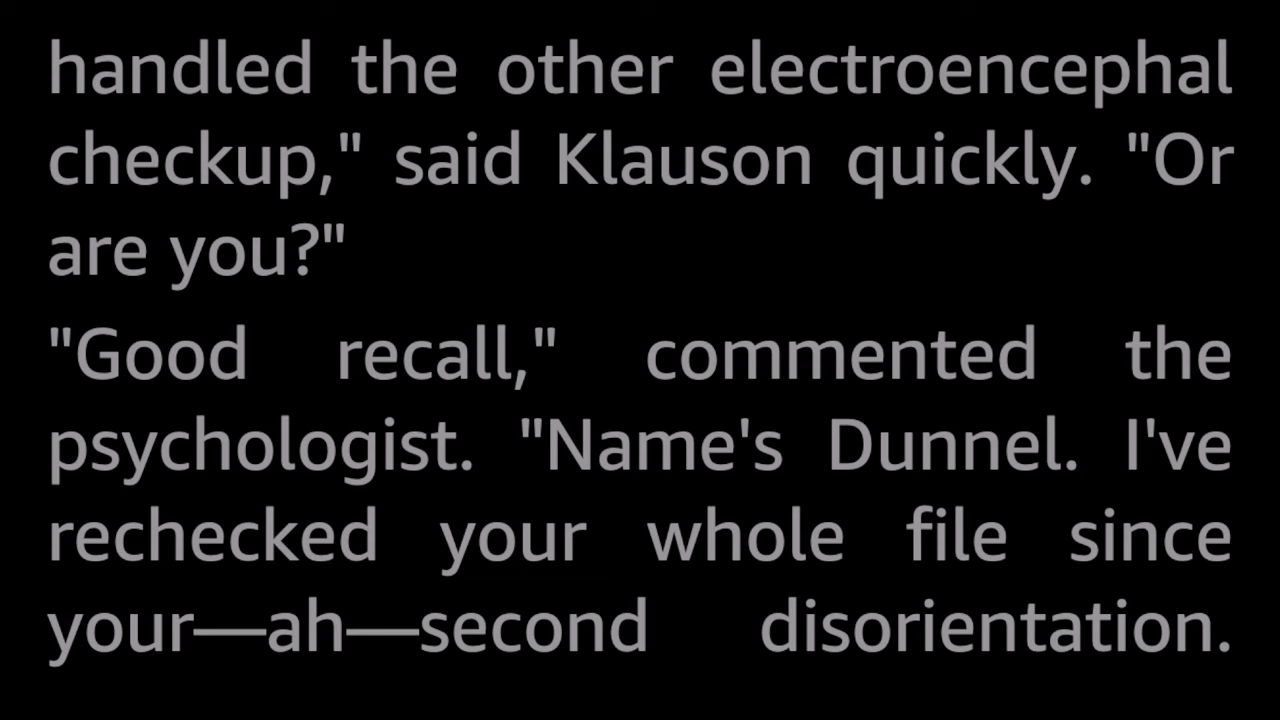 handled the other electroencephal
checkup," said Klauson quickly. "Or
are you?"
"Good recall," commented the
psychologist. "Name's Dunnel. I've
rechecked your whole file since
your—ah—second disorientation.